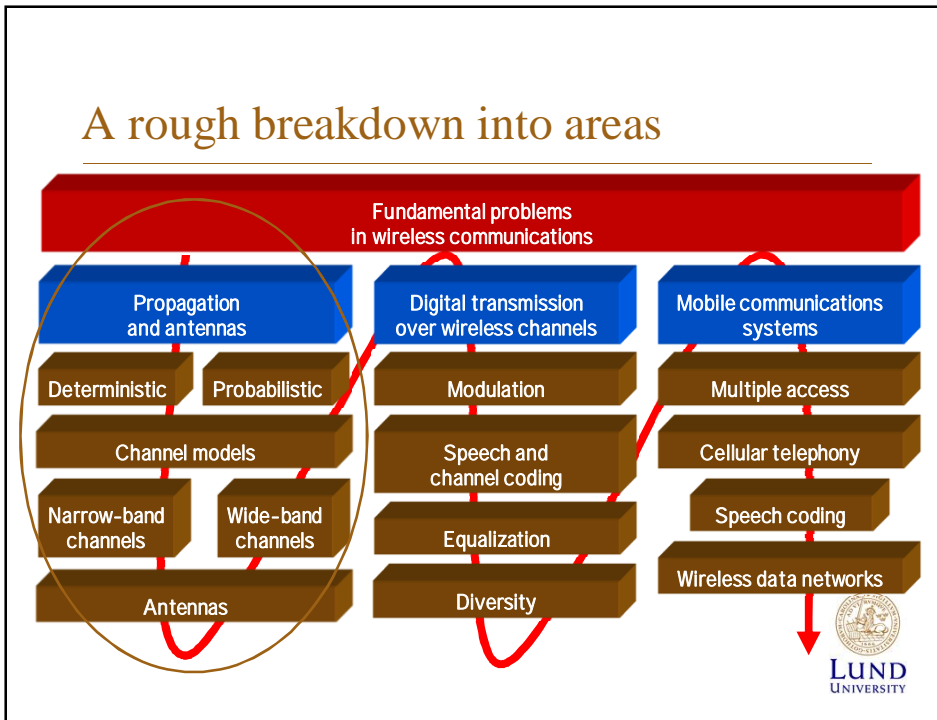 A rough breakdown into areas
Fundamental problems
in wireless communications
Propagation
and antennas
Deterministic
Probabilistic
Channel models
Narrow-band
channels
Wide-band
channels
Antennas
Digital transmission
over wireless channels
Modulation
Speech and
channel coding
Equalization
Diversity
Mobile communications
systems
Multiple access
Cellular telephony
Speech coding
Wireless data networks
LUND
UNIVERSITY